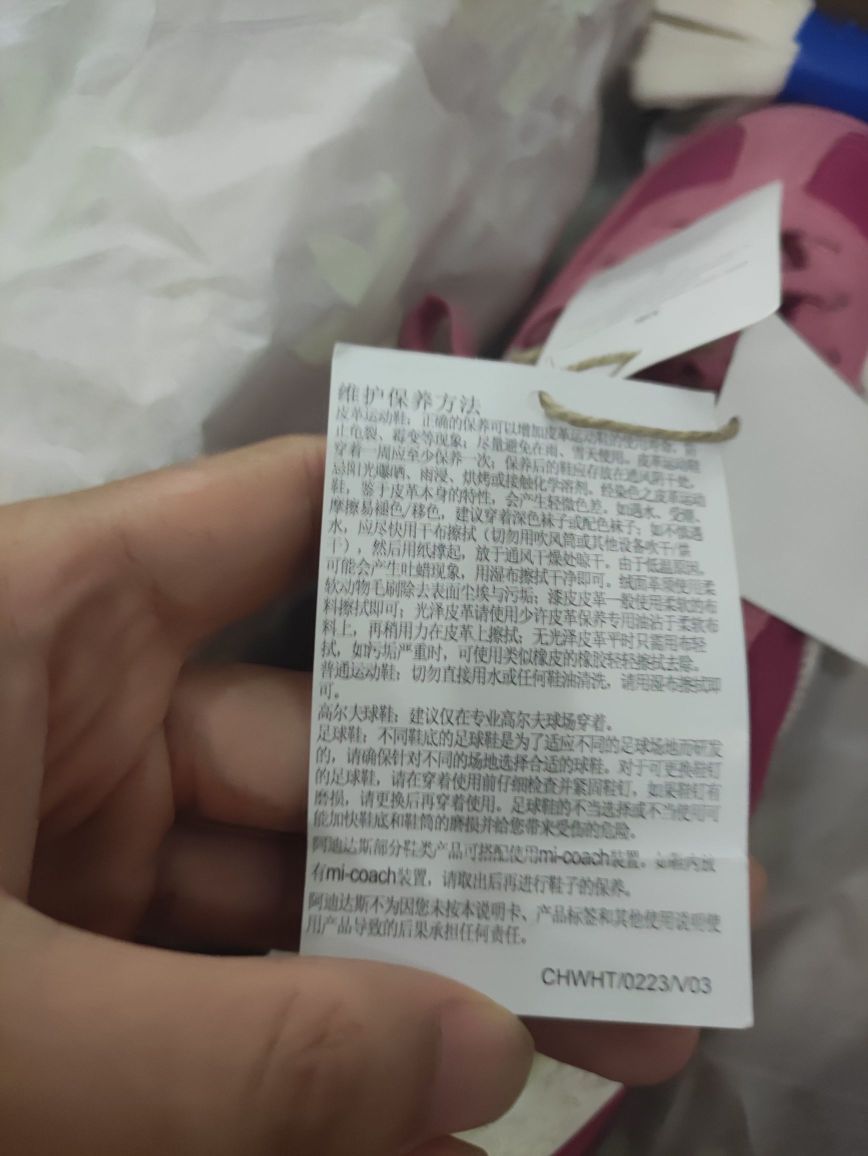 维护保养方法
皮革运动鞋：正确的保养可以增加皮革运动鞋的使用寿命，防
止龟裂、霉变等现象；尽量避免在雨、雪天使用。皮革运动鞋
穿着一周应至少保养一次；保养后的鞋应存放在通风阴干处，
忌阳光曝晒、雨浸、烘烤或接触化学溶剂。经染色之皮革运动
鞋，鉴于皮革本身的特性，会产生轻微色差。如遇水、受潮、
摩擦易褪色/移色，建议穿着深色袜子或配色袜子；如不慎遇
水，应尽快用干布擦拭（切勿用吹风筒或其他设备吹干/烘
干），然后用纸撑起，放于通风干燥处晾干。由于低温原因，
可能会产生吐蜡现象，用湿布擦拭干净即可。绒面革须使用柔
软动物毛刷除去表面尘埃与污垢；漆皮皮革一般使用柔软的布
料擦拭即可；光泽皮革请使用少许皮革保养专用油沾于柔软布
料上，再稍用力在皮革上擦拭；无光泽皮革平时只需用布轻
拭，如污垢严重时，可使用类似橡皮的橡胶轻轻擦拭去除。
普通运动鞋：切勿直接用水或任何鞋油清洗，请用湿布擦拭即
可。
高尔夫球鞋：建议仅在专业高尔夫球场穿着。
足球鞋：不同鞋底的足球鞋是为了适应不同的足球场地而研发
的，请确保针对不同的场地选择合适的球鞋。对于可更换鞋钉
的足球鞋，请在穿着使用前仔细检查并紧固鞋钉，如果鞋钉有
磨损，请更换后再穿着使用。足球鞋的不当选择或不当使用可
能加快鞋底和鞋筒的磨损并给您带来受伤的危险。
阿迪达斯部分鞋类产品可搭配使用mi-coach装置。如鞋内放
有mi-coach装置，请取出后再进行鞋子的保养。
阿迪达斯不为因您未按本说明卡、产品标签和其他使用说明使
用产品导致的后果承担任何责任。
CHWHT/0223/V03